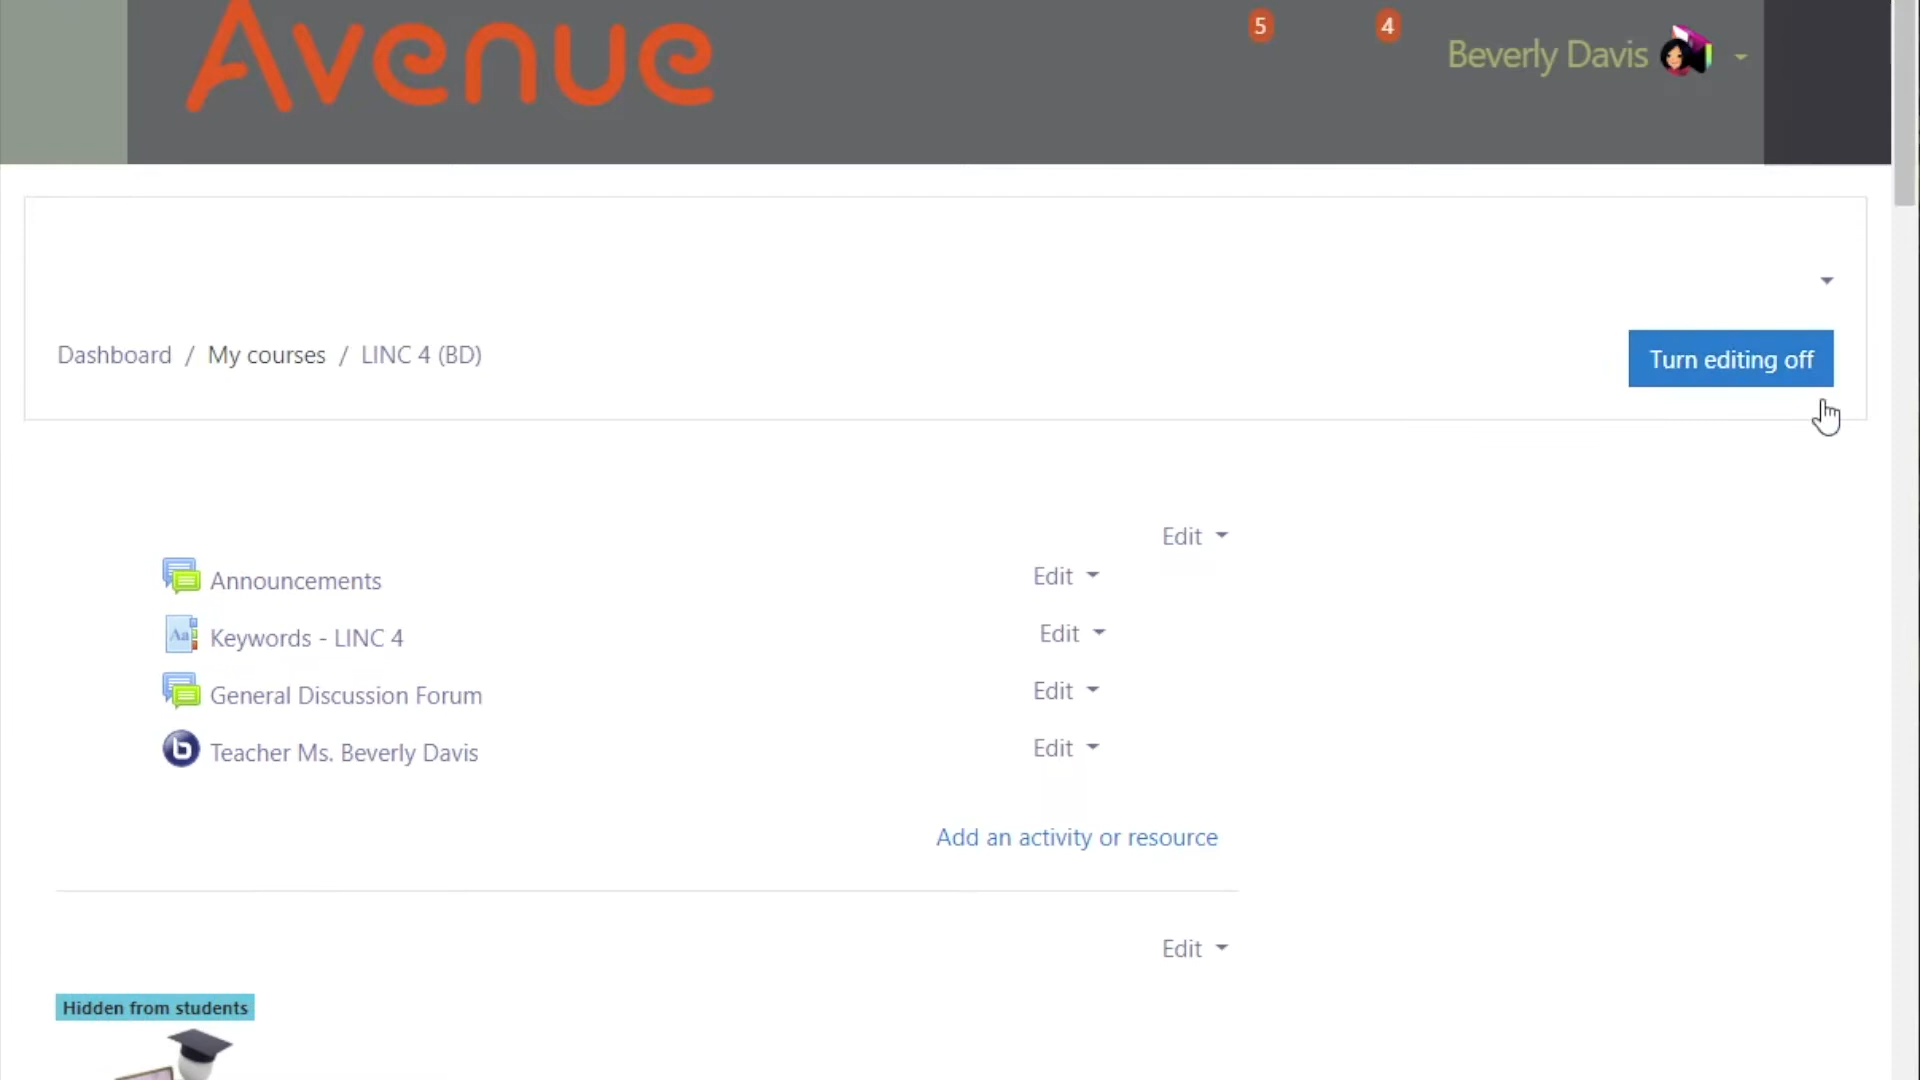 Avenue
5
4
Beverly Davis
Dashboard / My courses / LINC 4 (BD)
Turn editing off
Edit
Announcements
Edit
Aa
Keywords - LINC 4
Edit
General Discussion Forum
Edit
b
Teacher Ms. Beverly Davis
Edit
Add an activity or resource
Edit
Hidden from students